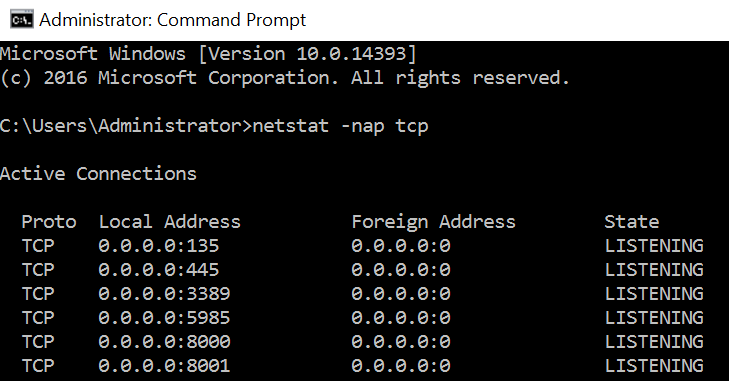 Administrator: Command Prompt
Microsoft Windows [Version 10.0.14393]
(c) 2016 Microsoft Corporation. All rights reserved.
C:\Users\Administrator>netstat -nap tcp
Active Connections
Proto Local Address Foreign Address State
TCP 0.0.0.0:135 0.0.0.0:0 LISTENING
TCP 0.0.0.0:445 0.0.0.0:0 LISTENING
TCP 0.0.0.0:3389 0.0.0.0:0 LISTENING
TCP 0.0.0.0:5985 0.0.0.0:0 LISTENING
TCP 0.0.0.0:8000 0.0.0.0:0 LISTENING
TCP 0.0.0.0:8001 0.0.0.0:0 LISTENING